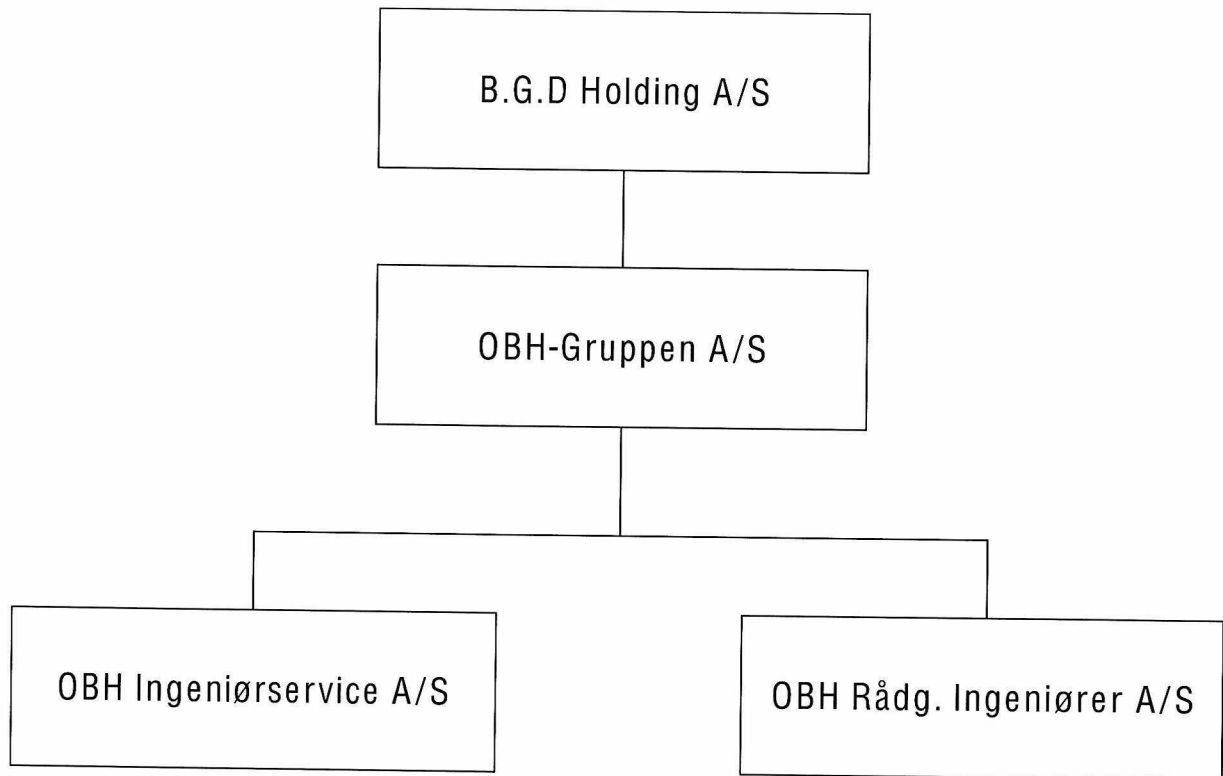 B.G.D Holding A/S
OBH-Gruppen A/S
OBH Ingeniørservice A/S
OBH Rådg. Ingeniører A/S